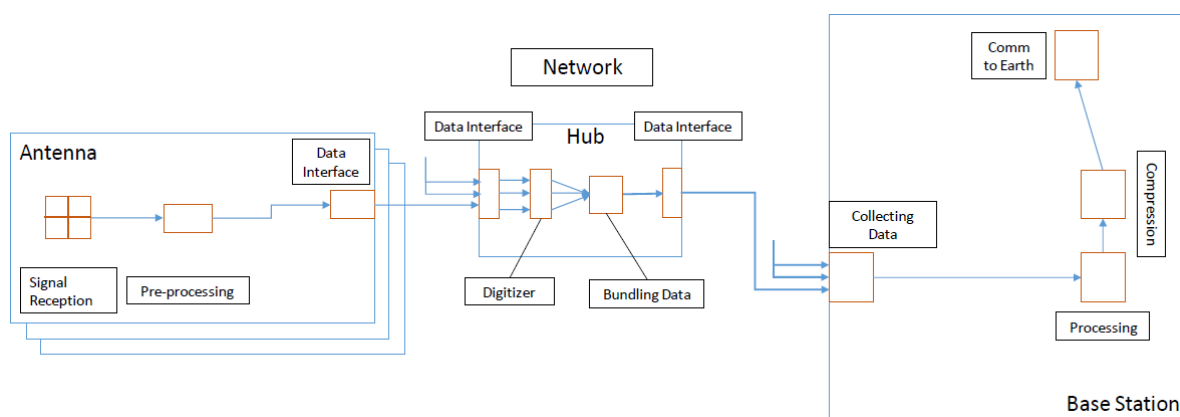 Network
Antenna
Data
Interface
Signal
Reception
Pre-processing
Data Interface
Hub
Data Interface
Digitizer
Bundling Data
Collecting
Data
Comm
to Earth
Compression
Processing
Base Station